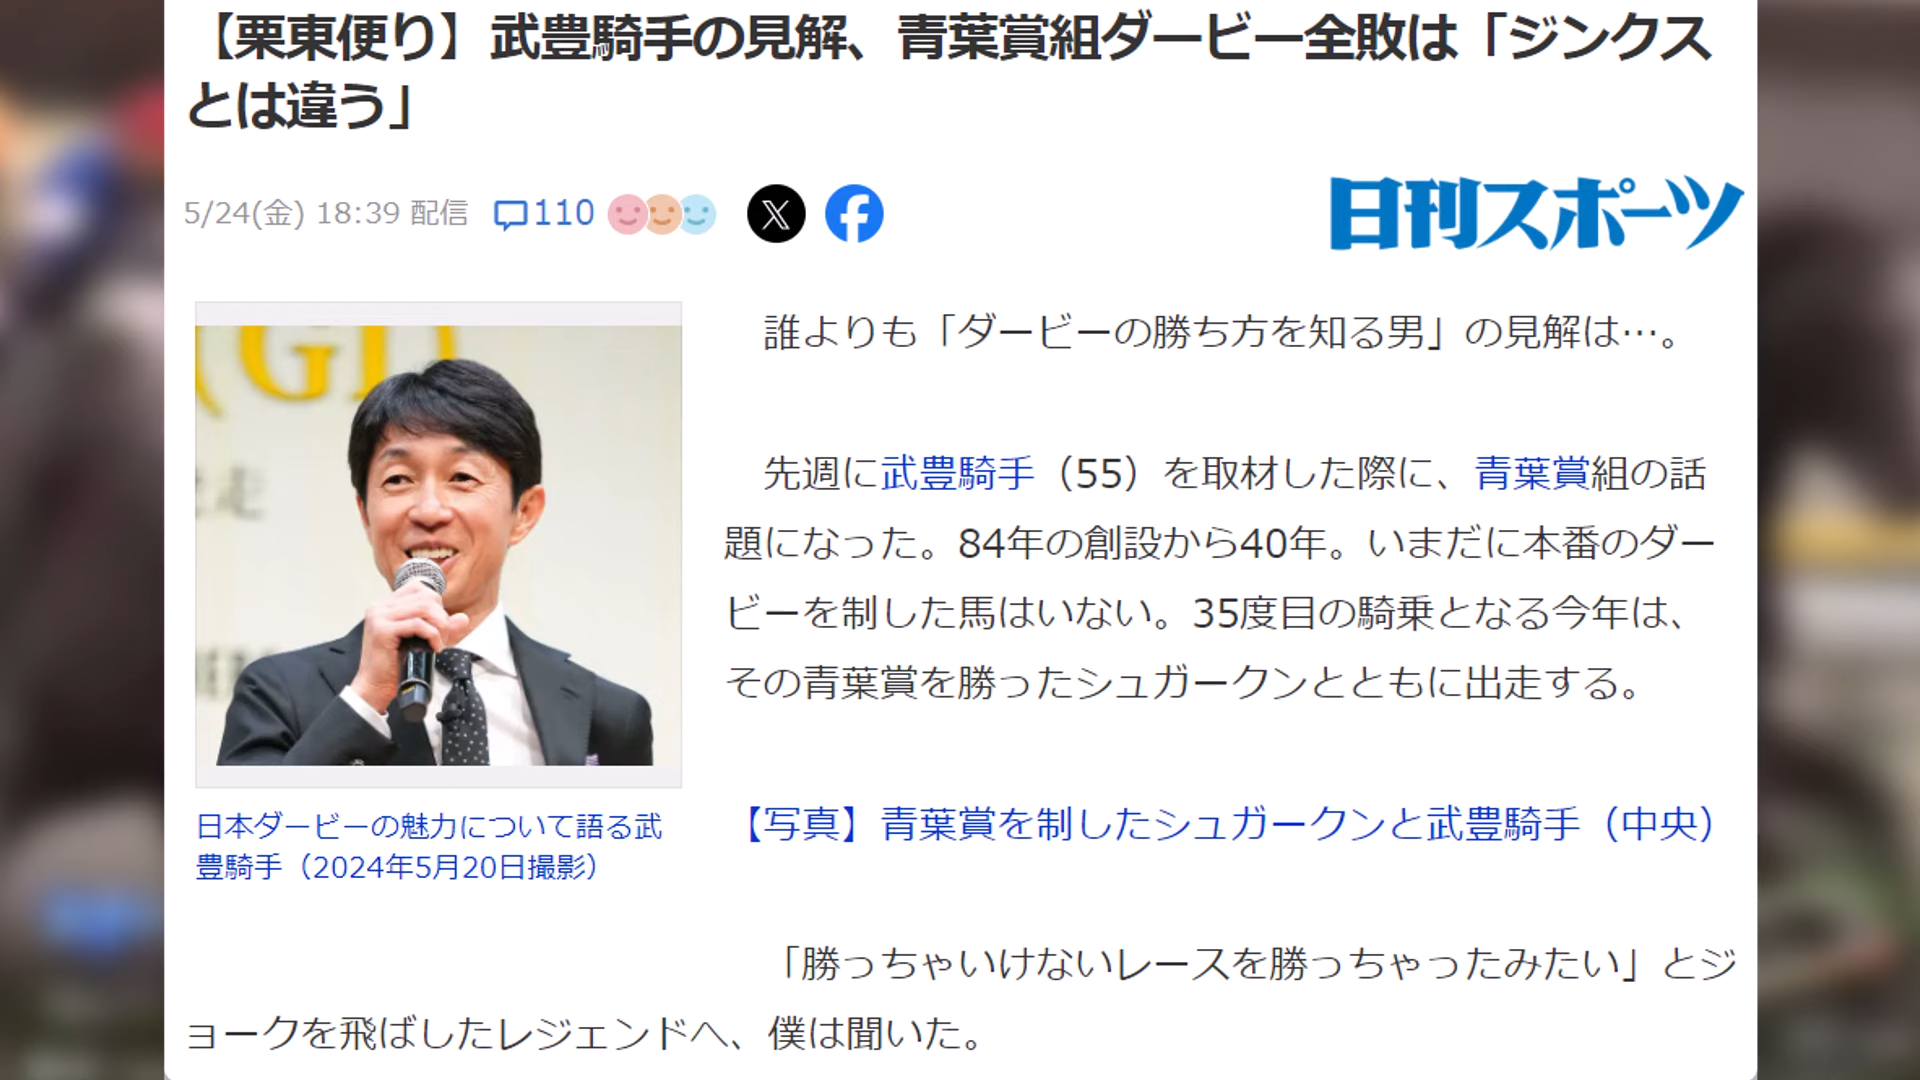 【栗東便り】武豊騎手の見解、青葉賞組ダービー全敗は「ジンクス
とは違う」
5/24(金) 18:39 配信 110
日刊スポーツ
誰よりも「ダービーの勝ち方を知る男」の見解は…。
先週に武豊騎手（55）を取材した際に、青葉賞組の話
題になった。84年の創設から40年。いまだに本番のダー
ビーを制した馬はいない。35度目の騎乗となる今年は、
その青葉賞を勝ったシュガークンとともに出走する。
(GI)
日本ダービーの魅力について語る武
豊騎手（2024年5月20日撮影）
【写真】青葉賞を制したシュガークンと武豊騎手（中央）
「勝っちゃいけないレースを勝っちゃったみたい」とジ
ョークを飛ばしたレジェンドへ、僕は聞いた。